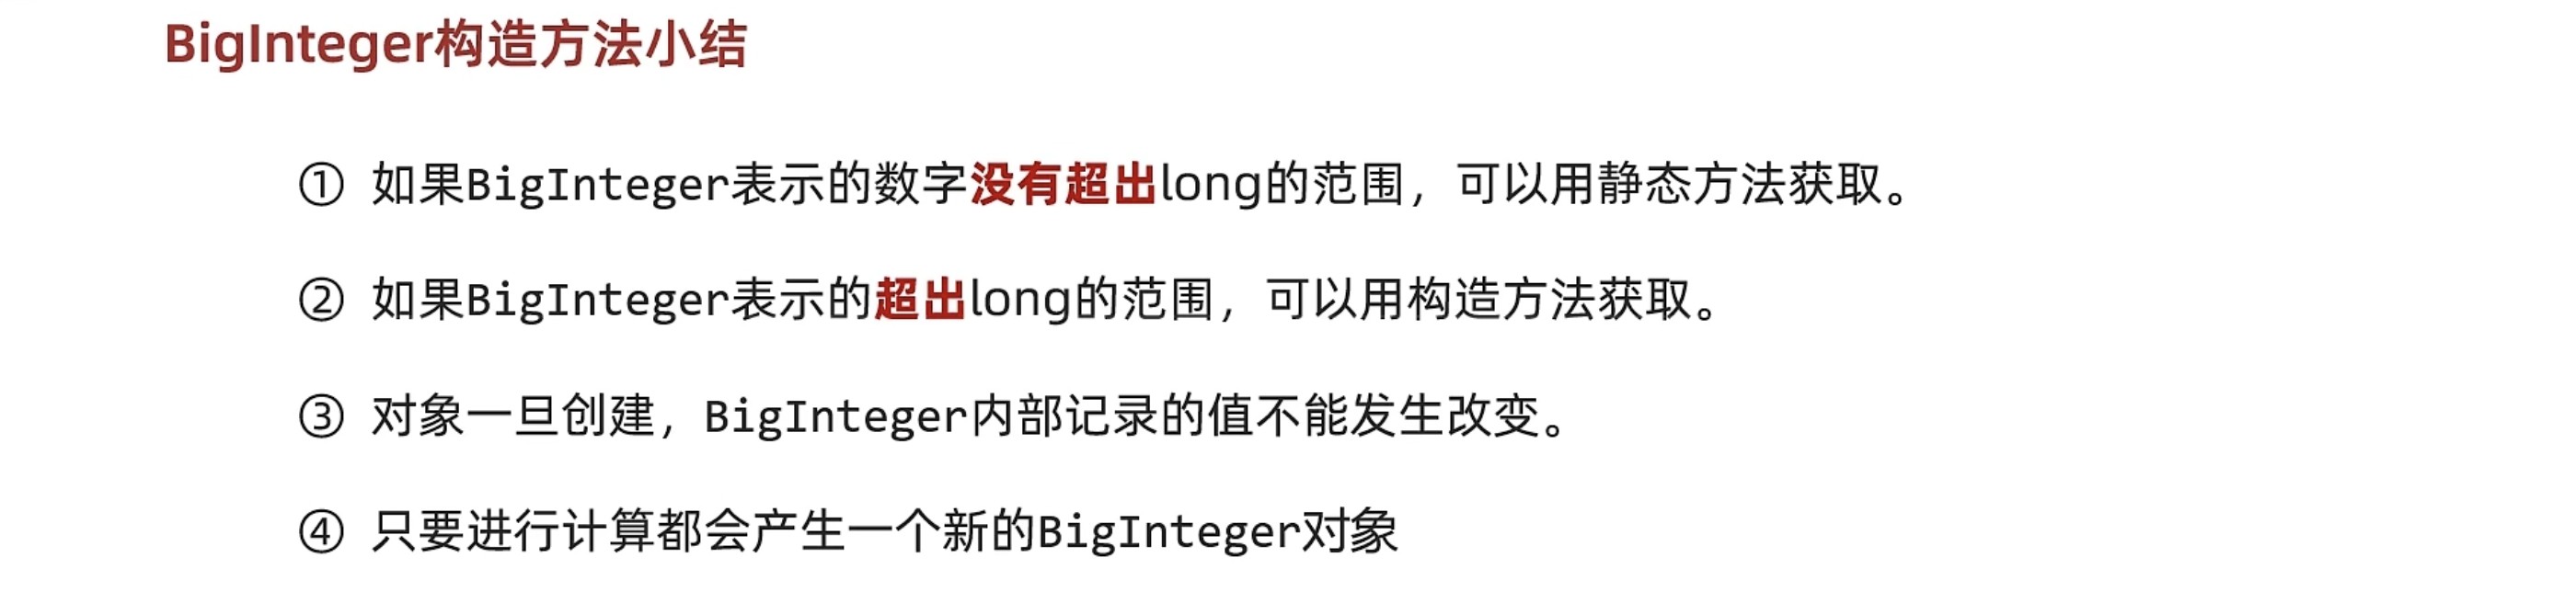 BigInteger构造方法小结
① 如果BigInteger表示的数字没有超出long的范围，可以用静态方法获取。
② 如果BigInteger表示的超出long的范围，可以用构造方法获取。
③ 对象一旦创建，BigInteger内部记录的值不能发生改变。
④ 只要进行计算都会产生一个新的BigInteger对象